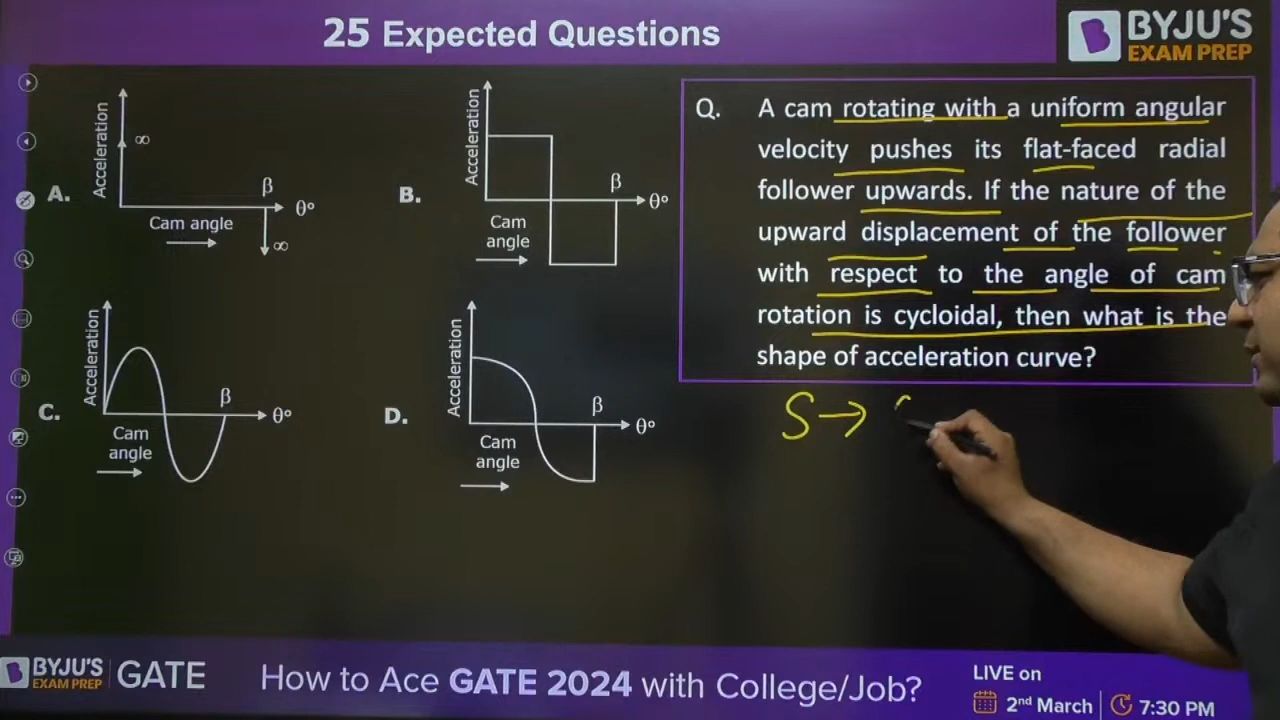 25 Expected Questions
BYJU'S
EXAM PREP
A.
Acceleration
∞
β
θ°
Cam angle
∞
B.
Acceleration
β
θ°
Cam
angle
C.
Acceleration
β
θ°
Cam
angle
D.
Acceleration
β
θ°
Cam
angle
Q. A cam rotating with a uniform angular
velocity pushes its flat-faced radial
follower upwards. If the nature of the
upward displacement of the follower
with respect to the angle of cam
rotation is cycloidal, then what is the
shape of acceleration curve?
S→
BYJU'S
EXAM PREP
GATE
How to Ace GATE 2024 with College/Job?
LIVE on
2nd March
7:30 PM